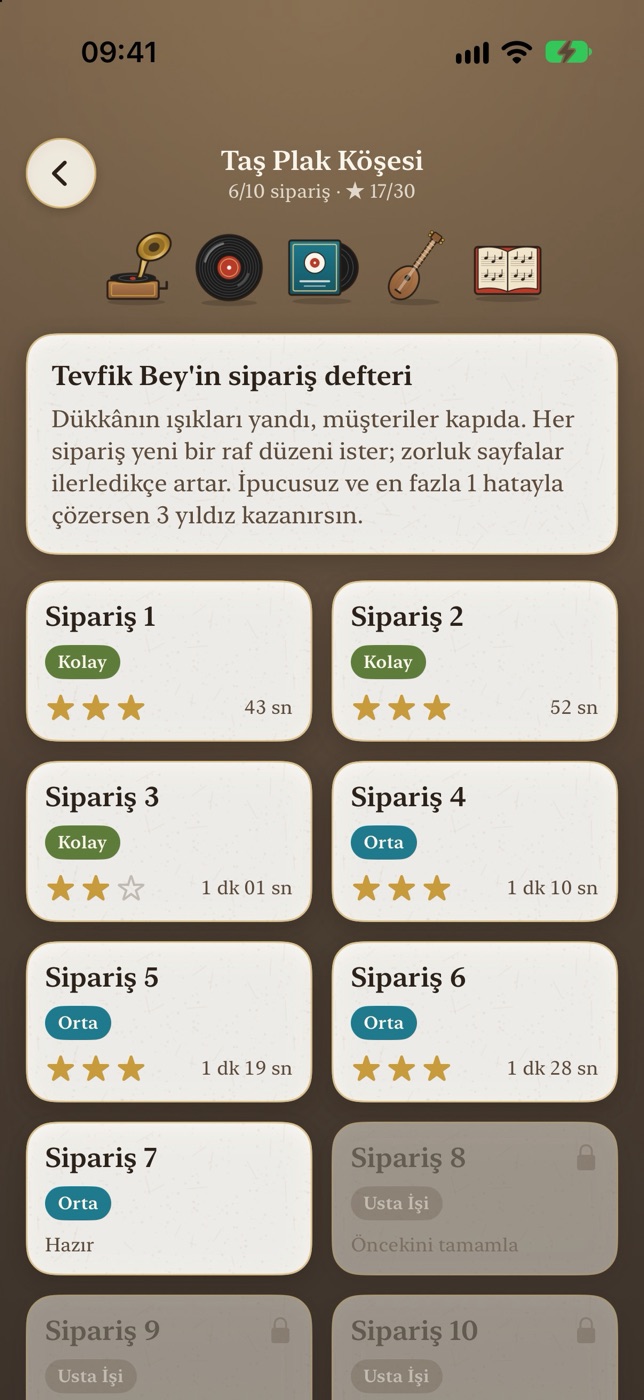 09:41
Taş Plak Köşesi
6/10 sipariş · ★ 17/30
Tevfik Bey'in sipariş defteri
Dükkânın ışıkları yandı, müşteriler kapıda. Her
sipariş yeni bir raf düzeni ister; zorluk sayfalar
ilerledikçe artar. İpucusuz ve en fazla 1 hatayla
çözersen 3 yıldız kazanırsın.
Sipariş 1
Kolay
43 sn
Sipariş 2
Kolay
52 sn
Sipariş 3
Kolay
1 dk 01 sn
Sipariş 4
Orta
1 dk 10 sn
Sipariş 5
Orta
1 dk 19 sn
Sipariş 6
Orta
1 dk 28 sn
Sipariş 7
Orta
Hazır
Sipariş 8
Usta İşi
Öncekini tamamla
Sipariş 9
Usta İşi
Sipariş 10
Usta İşi